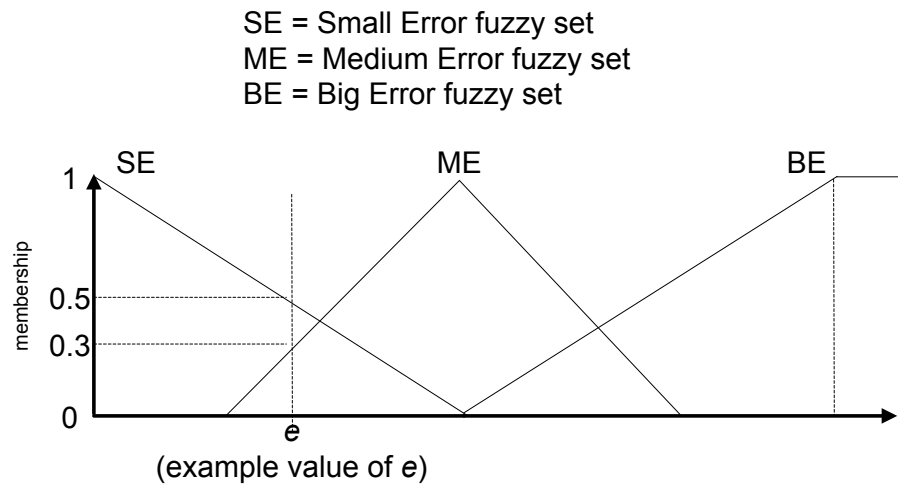 SE = Small Error fuzzy set
ME = Medium Error fuzzy set
BE = Big Error fuzzy set
SE ME BE
1
membership
0.5
0.3
0
e
(example value of e)